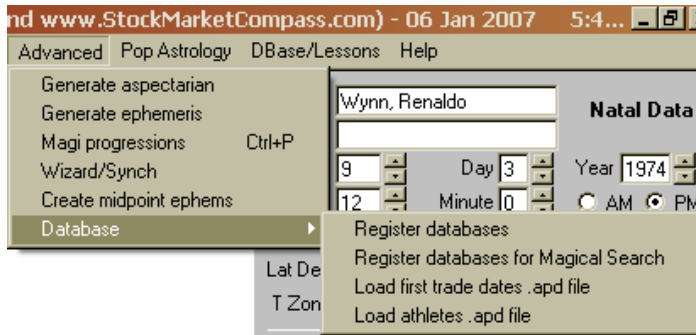 nd www.StockMarketCompass.com) - 06 Jan 2007 5:4...
Advanced Pop Astrology DBase/Lessons Help
Generate aspectarian
Generate ephemeris
Magi progressions Ctrl+P
Wizard/Synch
Create midpoint ephems
Database
Wynn, Renaldo
Natal Data
9 Day 3 Year 1974
12 Minute 0 AM PM
Register databases
Register databases for Magical Search
Load first trade dates .apd file
Load athletes .apd file
Lat De
T Zon